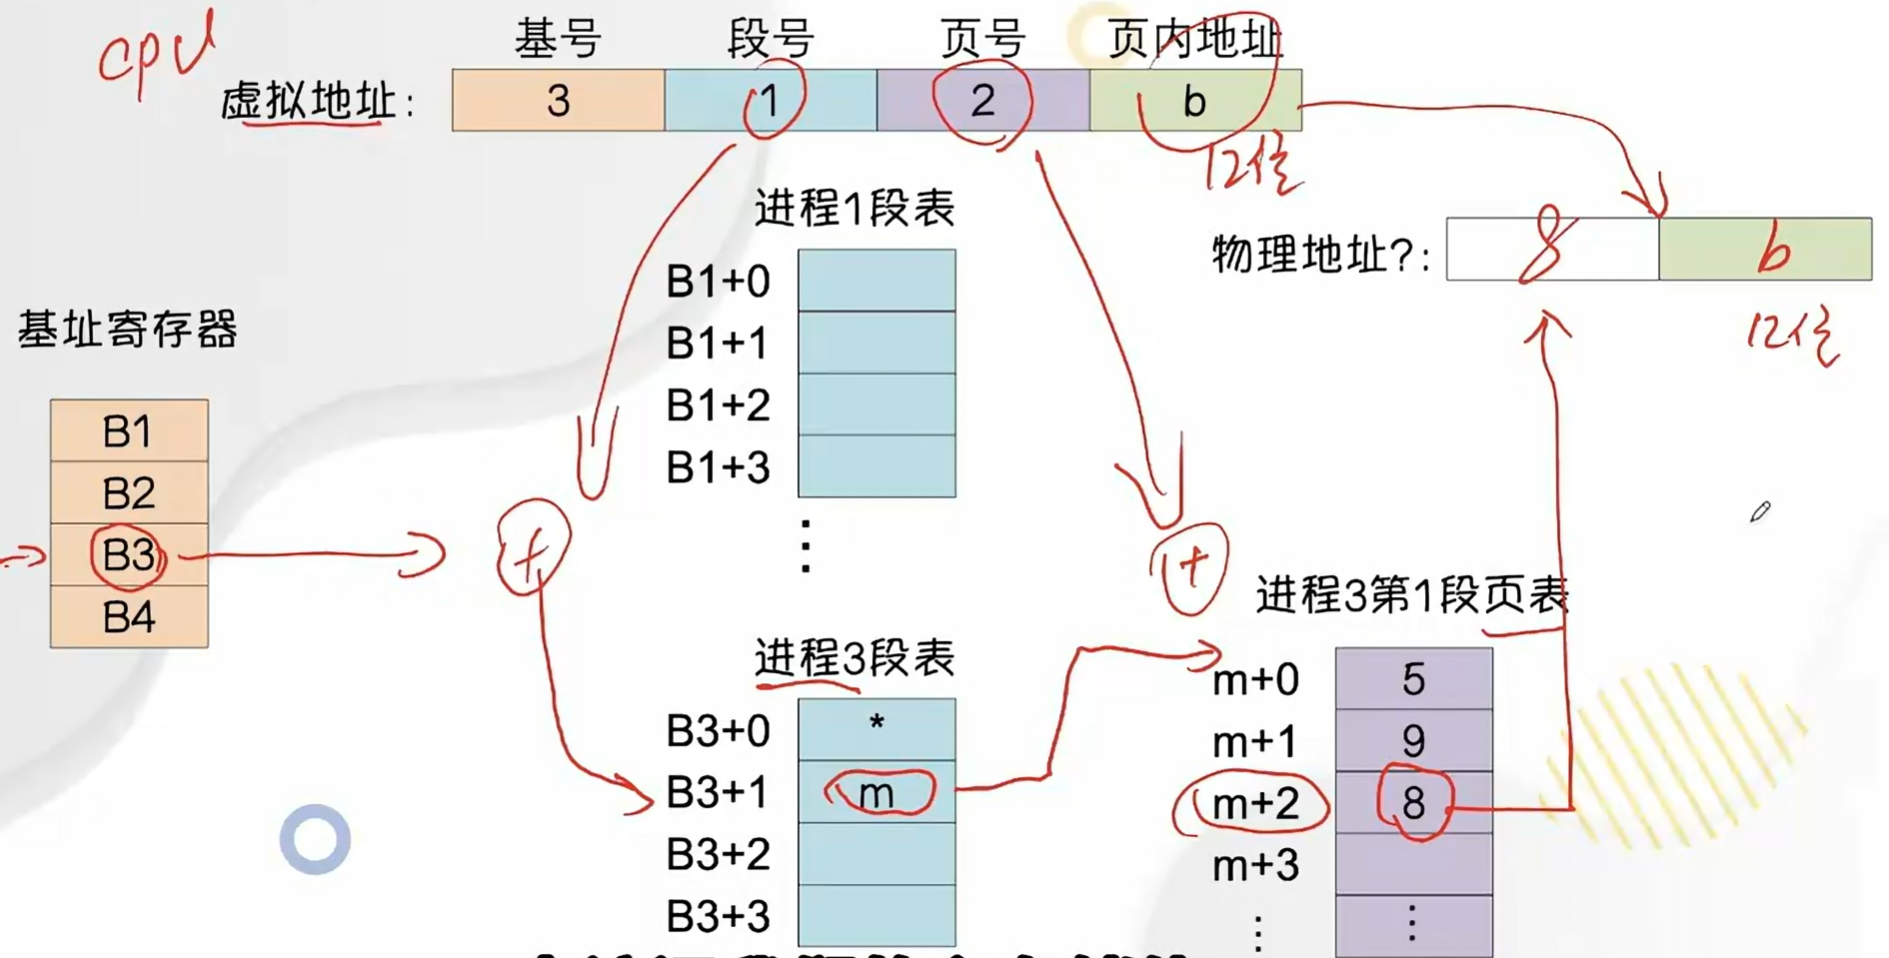 cpu
基号 段号 页号 页内地址
虚拟地址： 3 1 2 b
12位
进程1段表
物理地址?: 8 b
12位
B1+0
B1+1
B1+2
B1+3
⋮
基址寄存器
B1
B2
B3
B4
+
+
进程3段表
B3+0 *
B3+1 m
B3+2
B3+3
进程3第1段页表
m+0 5
m+1 9
m+2 8
m+3
⋮ ⋮